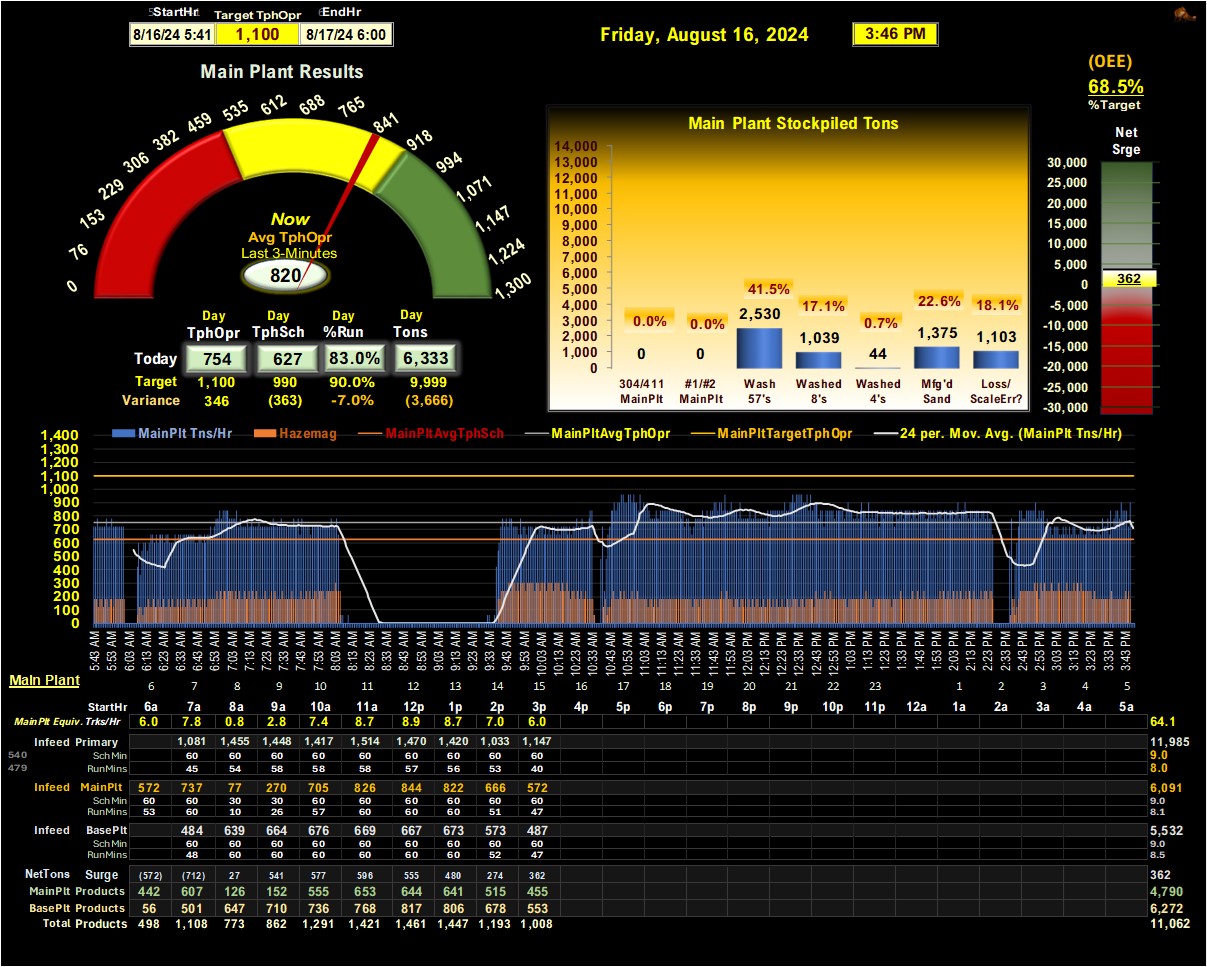 StartHr Target TphOpr EndHr
8/16/24 5:41 1,100 8/17/24 6:00
Friday, August 16, 2024 3:46 PM
Main Plant Results
0 76 153 229 306 382 459 535 612 688 765 841 918 994 1,071 1,147 1,224 1,300
Now
Avg TphOpr
Last 3-Minutes
820
Day Day Day Day
TphOpr TphSch %Run Tons
Today 754 627 83.0% 6,333
Target 1,100 990 90.0% 9,999
Variance 346 (363) -7.0% (3,666)
Main Plant Stockpiled Tons
14,000
13,000
12,000
11,000
10,000
9,000
8,000
7,000
6,000
5,000
4,000
3,000
2,000
1,000
0
0.0% 0.0% 41.5% 17.1% 0.7% 22.6% 18.1%
0 0 2,530 1,039 44 1,375 1,103
304/411 #1/#2 Wash Washed Washed Mfg'd Loss/
MainPlt MainPlt 57's 8's 4's Sand ScaleErr?
(OEE)
68.5%
%Target
Net
Srge
30,000
25,000
20,000
15,000
10,000
5,000
0
-5,000
-10,000
-15,000
-20,000
-25,000
-30,000
362
MainPlt Tns/Hr Hazemag MainPltAvgTphSch MainPltAvgTphOpr MainPltTargetTphOpr 24 per. Mov. Avg. (MainPlt Tns/Hr)
1,400
1,300
1,200
1,100
1,000
900
800
700
600
500
400
300
200
100
0
5:43 AM 5:53 AM 6:03 AM 6:13 AM 6:23 AM 6:33 AM 6:43 AM 6:53 AM 7:03 AM 7:13 AM 7:23 AM 7:33 AM 7:43 AM 7:53 AM 8:03 AM 8:13 AM 8:23 AM 8:33 AM 8:43 AM 8:53 AM 9:03 AM 9:13 AM 9:23 AM 9:33 AM 9:43 AM 9:53 AM 10:03 AM 10:13 AM 10:23 AM 10:33 AM 10:43 AM 10:53 AM 11:03 AM 11:13 AM 11:23 AM 11:33 AM 11:43 AM 11:53 AM 12:03 PM 12:13 PM 12:23 PM 12:33 PM 12:43 PM 12:53 PM 1:03 PM 1:13 PM 1:23 PM 1:33 PM 1:43 PM 1:53 PM 2:03 PM 2:13 PM 2:23 PM 2:33 PM 2:43 PM 2:53 PM 3:03 PM 3:13 PM 3:23 PM 3:33 PM 3:43 PM
Main Plant 6 7 8 9 10 11 12 13 14 15 16 17 18 19 20 21 22 23 1 2 3 4 5
StartHr 6a 7a 8a 9a 10a 11a 12p 1p 2p 3p 4p 5p 6p 7p 8p 9p 10p 11p 12a 1a 2a 3a 4a 5a
MainPlt Equiv. Trks/Hr 6.0 7.8 0.8 2.8 7.4 8.7 8.9 8.7 7.0 6.0 64.1
Infeed Primary 1,081 1,455 1,448 1,417 1,514 1,470 1,420 1,033 1,147 11,985
540 Sch Min 60 60 60 60 60 60 60 60 60 9.0
479 RunMins 45 54 58 58 58 57 56 53 40 8.0
Infeed MainPlt 572 737 77 270 705 826 844 822 666 572 6,091
Sch Min 60 60 30 30 60 60 60 60 60 60 9.0
RunMins 53 60 10 26 57 60 60 60 51 47 8.1
Infeed BasePlt 484 639 664 676 669 667 673 573 487 5,532
Sch Min 60 60 60 60 60 60 60 60 60 9.0
RunMins 48 60 60 60 60 60 60 52 47 8.5
NetTons Surge (572) (712) 27 541 577 596 555 480 274 362 362
MainPlt Products 442 607 126 152 555 653 644 641 515 455 4,790
BasePlt Products 56 501 647 710 736 768 817 806 678 553 6,272
Total Products 498 1,108 773 862 1,291 1,421 1,461 1,447 1,193 1,008 11,062